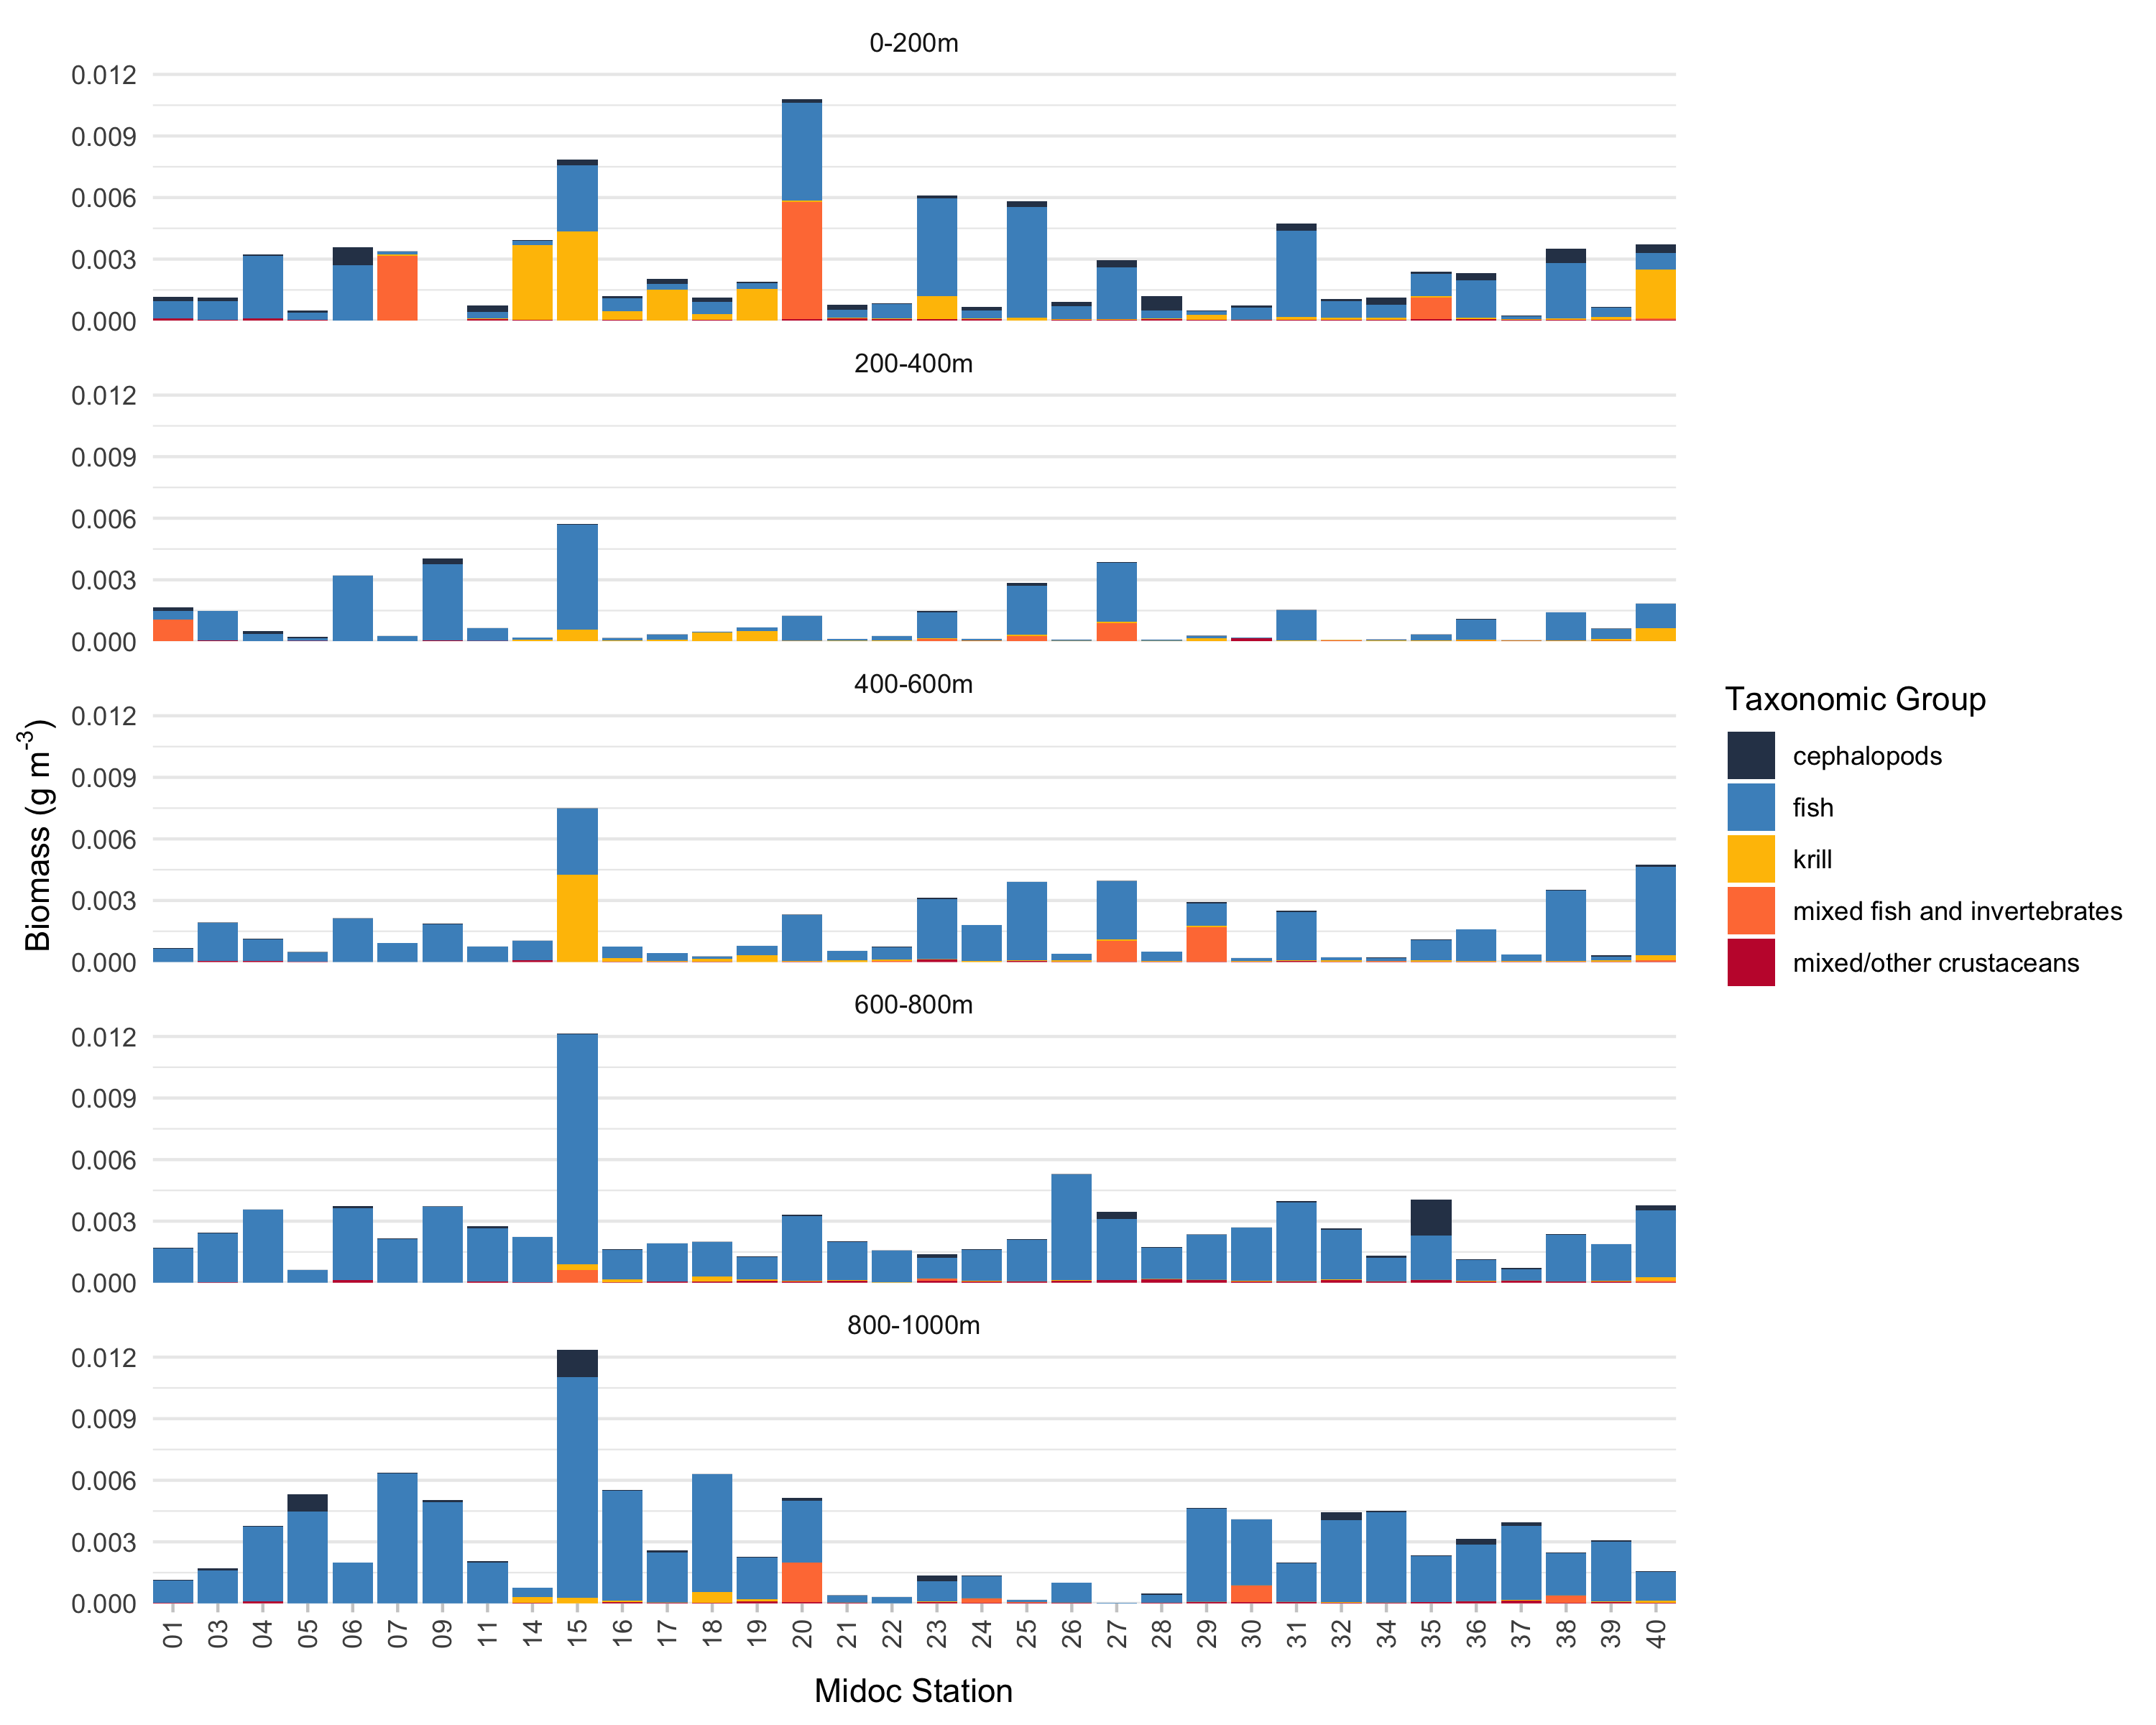 0-200m
0.012
0.009
0.006
0.003
0.000
200-400m
0.012
0.009
0.006
0.003
0.000
400-600m
0.012
0.009
0.006
0.003
0.000
600-800m
0.012
0.009
0.006
0.003
0.000
800-1000m
0.012
0.009
0.006
0.003
0.000
01 03 04 05 06 07 09 11 14 15 16 17 18 19 20 21 22 23 24 25 26 27 28 29 30 31 32 34 35 36 37 38 39 40
Midoc Station
Biomass (g m⁻³)
Taxonomic Group
cephalopods
fish
krill
mixed fish and invertebrates
mixed/other crustaceans